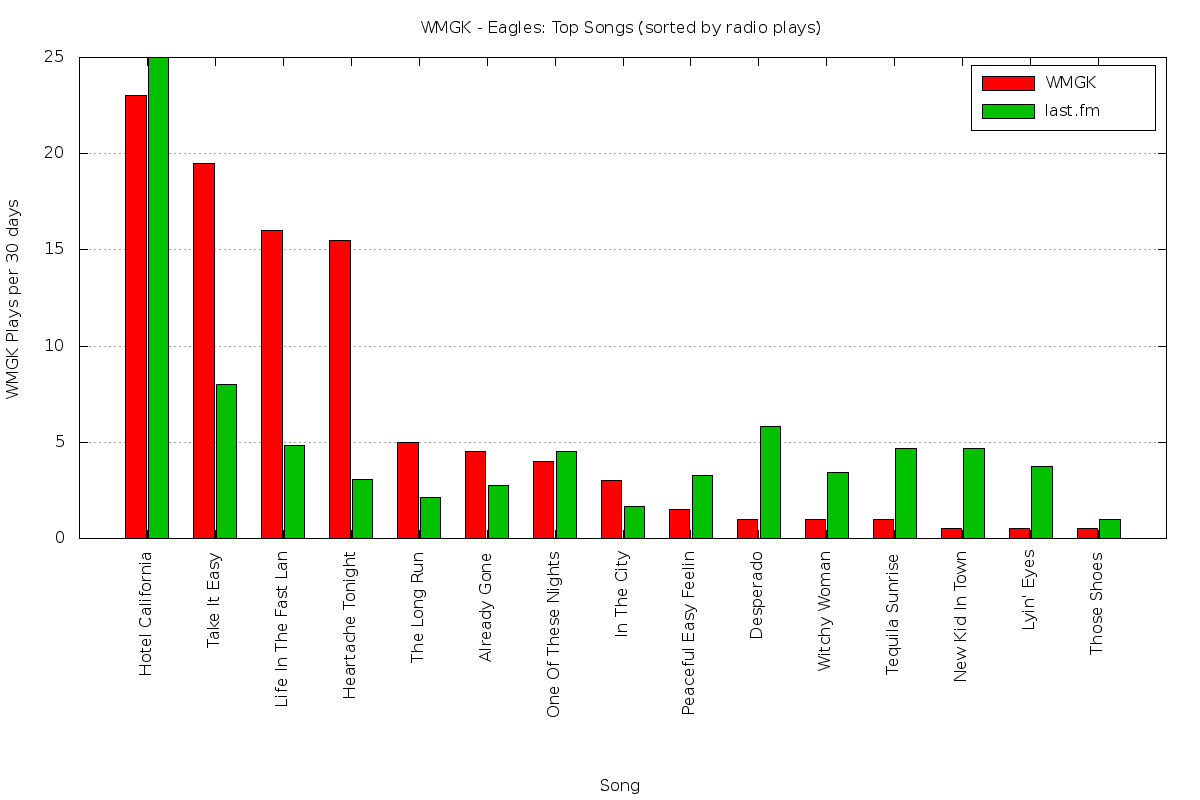 WMGK - Eagles: Top Songs (sorted by radio plays)
WMGK
last.fm
WMGK Plays per 30 days
25
20
15
10
5
0
Hotel California
Take It Easy
Life In The Fast Lan
Heartache Tonight
The Long Run
Already Gone
One Of These Nights
In The City
Peaceful Easy Feelin
Desperado
Witchy Woman
Tequila Sunrise
New Kid In Town
Lyin' Eyes
Those Shoes
Song